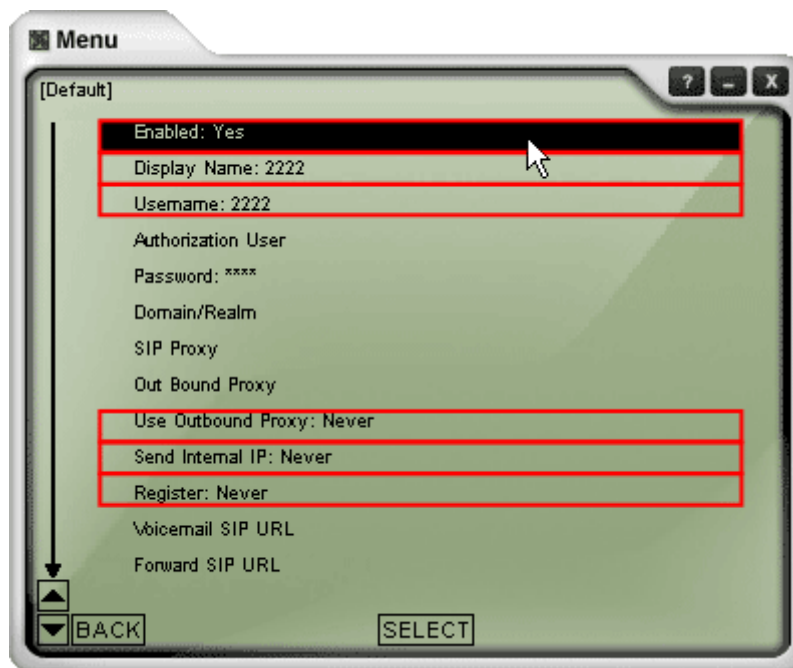 Menu
? - X
[Default]
Enabled: Yes
Display Name: 2222
Username: 2222
Authorization User
Password: ****
Domain/Realm
SIP Proxy
Out Bound Proxy
Use Outbound Proxy: Never
Send Internal IP: Never
Register: Never
Voicemail SIP URL
Forward SIP URL
BACK SELECT